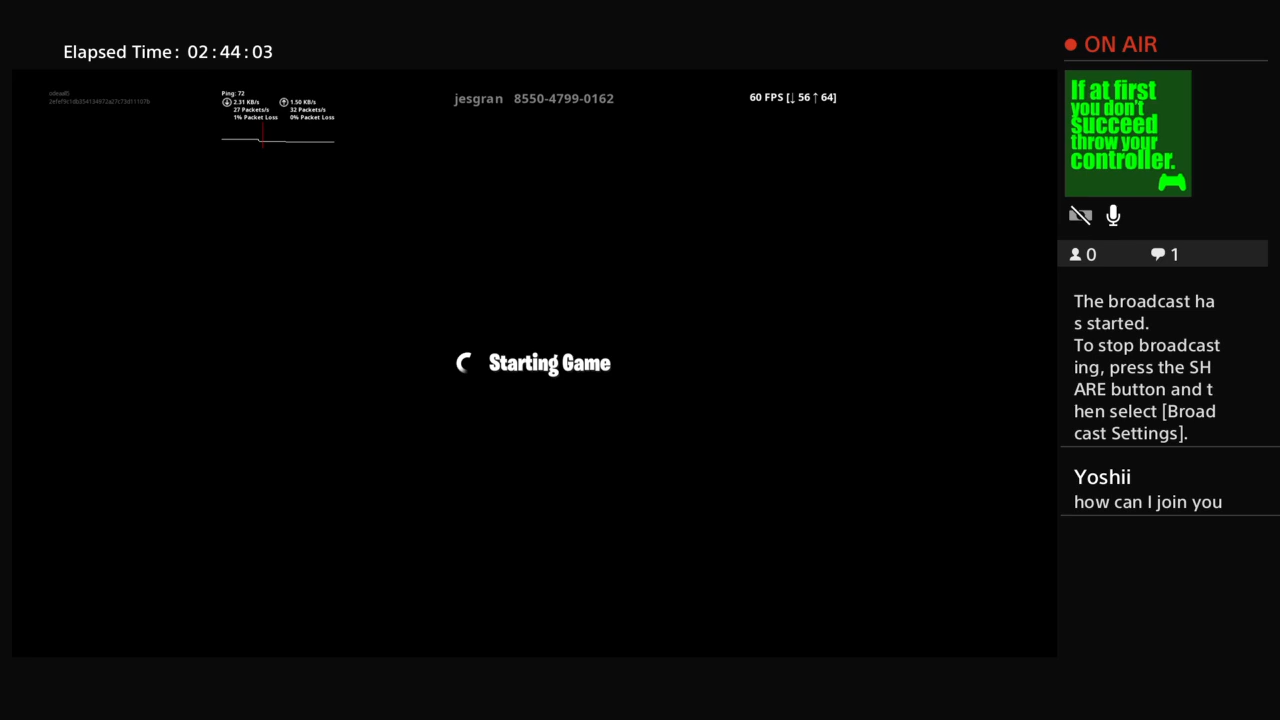 Elapsed Time: 02:44:03
ON AIR
Ping: 72
2.31 KB/s 1.50 KB/s
27 Packets/s 32 Packets/s
1% Packet Loss 0% Packet Loss
jesgran 8550-4799-0162
60 FPS [↓ 56 ↑ 64]
If at first
you don't
succeed
throw your
controller.
0 1
Starting Game
The broadcast ha
s started.
To stop broadcast
ing, press the SH
ARE button and t
hen select [Broad
cast Settings].
Yoshii
how can I join you